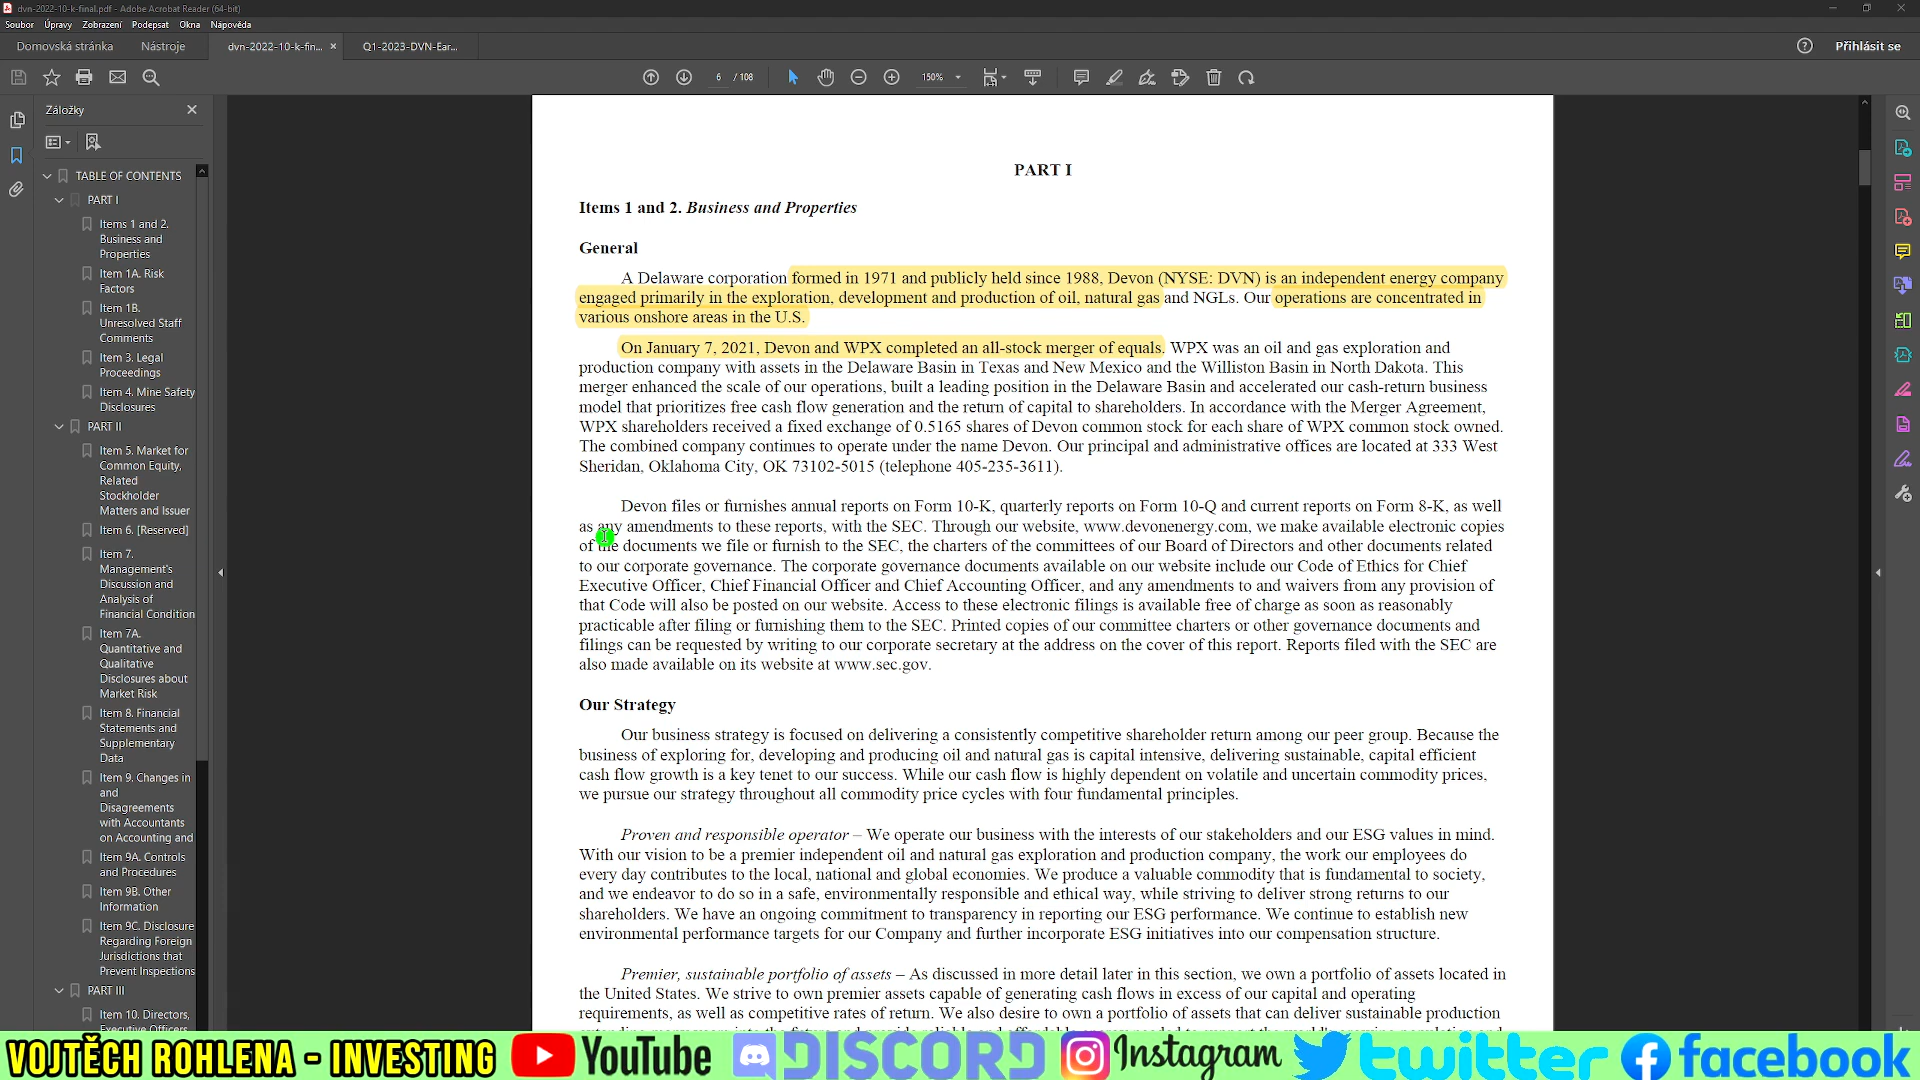 dvn-2022-10-k-final.pdf - Adobe Acrobat Reader (64-bit)
Soubor Úpravy Zobrazení Podepsat Okna Nápověda
Domovská stránka Nástroje dvn-2022-10-k-fin... × Q1-2023-DVN-Ear... Přihlásit se
6 / 108 150%
Záložky
TABLE OF CONTENTS
PART I
Items 1 and 2.
Business and
Properties
Item 1A. Risk
Factors
Item 1B.
Unresolved Staff
Comments
Item 3. Legal
Proceedings
Item 4. Mine Safety
Disclosures
PART II
Item 5. Market for
Common Equity,
Related
Stockholder
Matters and Issuer
Item 6. [Reserved]
Item 7.
Management's
Discussion and
Analysis of
Financial Condition
Item 7A.
Quantitative and
Qualitative
Disclosures about
Market Risk
Item 8. Financial
Statements and
Supplementary
Data
Item 9. Changes in
and
Disagreements
with Accountants
on Accounting and
Item 9A. Controls
and Procedures
Item 9B. Other
Information
Item 9C. Disclosure
Regarding Foreign
Jurisdictions that
Prevent Inspections
PART III
Item 10. Directors,
Executive Officers
PART I
Items 1 and 2. Business and Properties
General
A Delaware corporation formed in 1971 and publicly held since 1988, Devon (NYSE: DVN) is an independent energy company
engaged primarily in the exploration, development and production of oil, natural gas and NGLs. Our operations are concentrated in
various onshore areas in the U.S.
On January 7, 2021, Devon and WPX completed an all-stock merger of equals. WPX was an oil and gas exploration and
production company with assets in the Delaware Basin in Texas and New Mexico and the Williston Basin in North Dakota. This
merger enhanced the scale of our operations, built a leading position in the Delaware Basin and accelerated our cash-return business
model that prioritizes free cash flow generation and the return of capital to shareholders. In accordance with the Merger Agreement,
WPX shareholders received a fixed exchange of 0.5165 shares of Devon common stock for each share of WPX common stock owned.
The combined company continues to operate under the name Devon. Our principal and administrative offices are located at 333 West
Sheridan, Oklahoma City, OK 73102-5015 (telephone 405-235-3611).
Devon files or furnishes annual reports on Form 10-K, quarterly reports on Form 10-Q and current reports on Form 8-K, as well
as any amendments to these reports, with the SEC. Through our website, www.devonenergy.com, we make available electronic copies
of the documents we file or furnish to the SEC, the charters of the committees of our Board of Directors and other documents related
to our corporate governance. The corporate governance documents available on our website include our Code of Ethics for Chief
Executive Officer, Chief Financial Officer and Chief Accounting Officer, and any amendments to and waivers from any provision of
that Code will also be posted on our website. Access to these electronic filings is available free of charge as soon as reasonably
practicable after filing or furnishing them to the SEC. Printed copies of our committee charters or other governance documents and
filings can be requested by writing to our corporate secretary at the address on the cover of this report. Reports filed with the SEC are
also made available on its website at www.sec.gov.
Our Strategy
Our business strategy is focused on delivering a consistently competitive shareholder return among our peer group. Because the
business of exploring for, developing and producing oil and natural gas is capital intensive, delivering sustainable, capital efficient
cash flow growth is a key tenet to our success. While our cash flow is highly dependent on volatile and uncertain commodity prices,
we pursue our strategy throughout all commodity price cycles with four fundamental principles.
Proven and responsible operator – We operate our business with the interests of our stakeholders and our ESG values in mind.
With our vision to be a premier independent oil and natural gas exploration and production company, the work our employees do
every day contributes to the local, national and global economies. We produce a valuable commodity that is fundamental to society,
and we endeavor to do so in a safe, environmentally responsible and ethical way, while striving to deliver strong returns to our
shareholders. We have an ongoing commitment to transparency in reporting our ESG performance. We continue to establish new
environmental performance targets for our Company and further incorporate ESG initiatives into our compensation structure.
Premier, sustainable portfolio of assets – As discussed in more detail later in this section, we own a portfolio of assets located in
the United States. We strive to own premier assets capable of generating cash flows in excess of our capital and operating
requirements, as well as competitive rates of return. We also desire to own a portfolio of assets that can deliver sustainable production
VOJTĚCH ROHLENA - INVESTING YouTube DISCORD Instagram twitter facebook